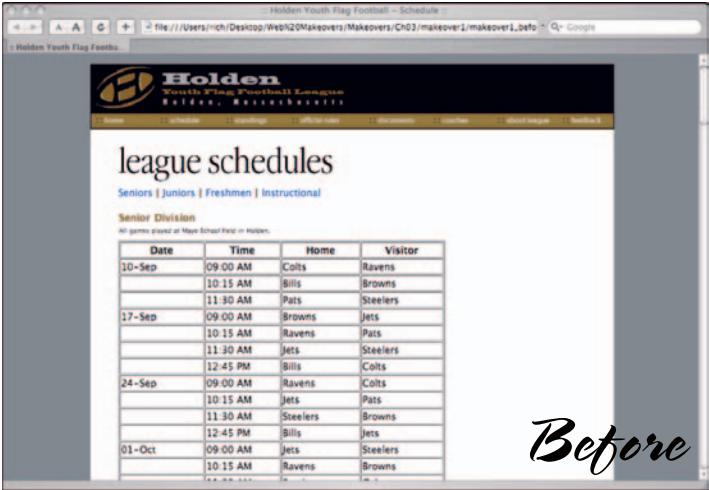 :: Holden Youth Flag Football – Schedule ::
A A C + file:///Users/rich/Desktop/Web%20Makeovers/Makeovers/Ch03/makeover1/makeover1_befo Google
:: Holden Youth Flag Footba...
Holden
Youth Flag Football League
Holden, Massachusetts
:: home :: schedule :: standings :: official rules :: documents :: coaches :: about league :: feedback
league schedules
Seniors | Juniors | Freshmen | Instructional
Senior Division
All games played at Mayo School Field in Holden.
Date Time Home Visitor
10-Sep 09:00 AM Colts Ravens
10:15 AM Bills Browns
11:30 AM Pats Steelers
17-Sep 09:00 AM Browns Jets
10:15 AM Ravens Pats
11:30 AM Jets Steelers
12:45 PM Bills Colts
24-Sep 09:00 AM Ravens Colts
10:15 AM Jets Pats
11:30 AM Steelers Browns
12:45 PM Bills Jets
01-Oct 09:00 AM Jets Steelers
10:15 AM Ravens Browns
Before